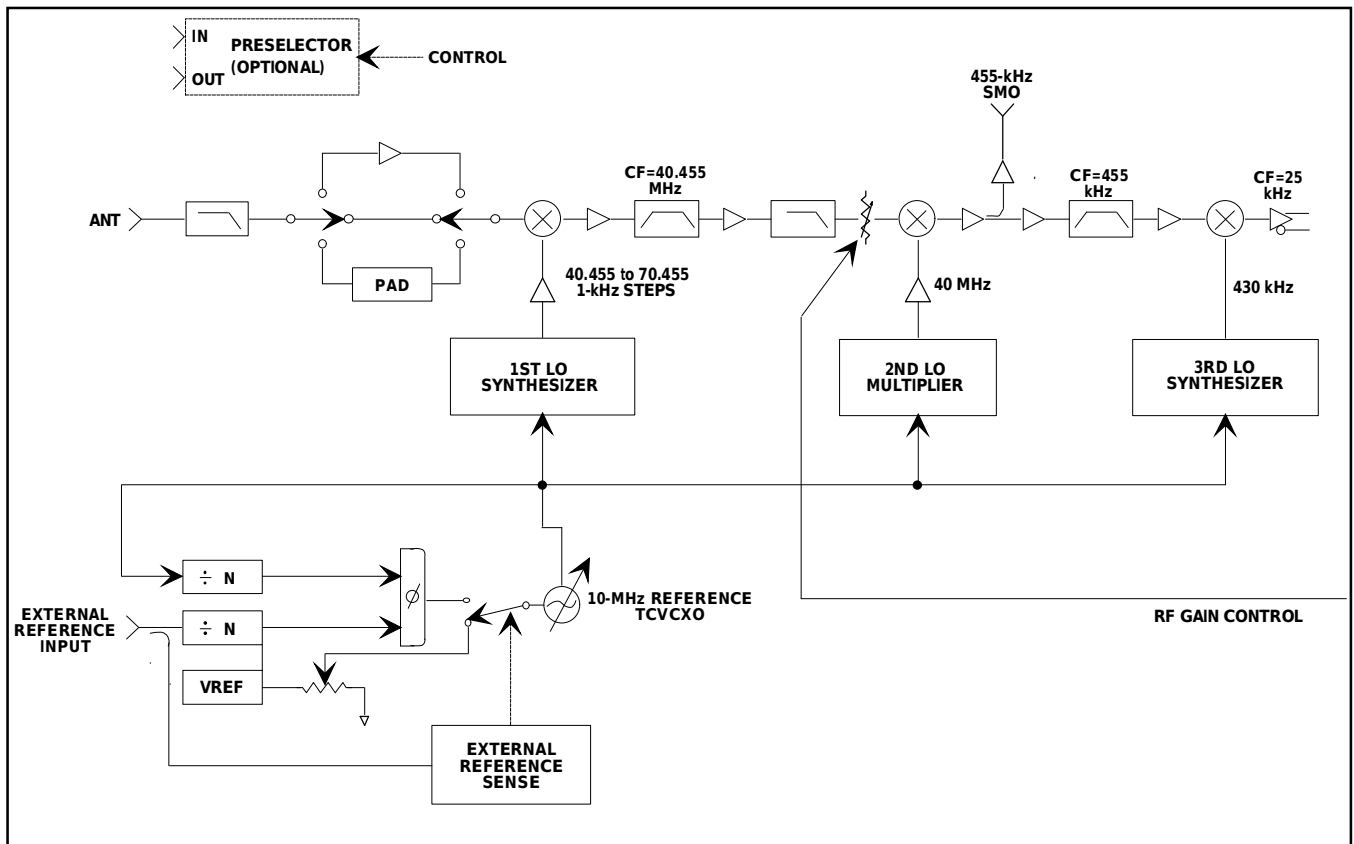 IN
PRESELECTOR
(OPTIONAL)
OUT
CONTROL
455-kHz
SMO
CF=40.455
MHz
CF=455
kHz
CF=25
kHz
ANT
PAD
40.455 to 70.455
1-kHz STEPS
40 MHz
430 kHz
1ST LO
SYNTHESIZER
2ND LO
MULTIPLIER
3RD LO
SYNTHESIZER
÷ N
EXTERNAL
REFERENCE
INPUT
÷ N
ϕ
10-MHz REFERENCE
TCVCXO
RF GAIN CONTROL
VREF
EXTERNAL
REFERENCE
SENSE